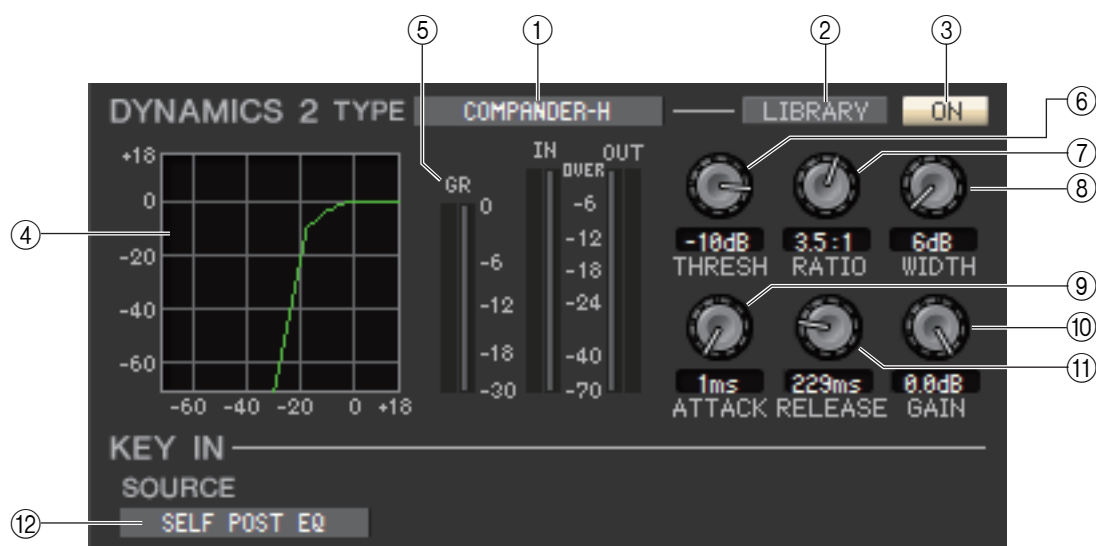 ⑤ ① ② ③
DYNAMICS 2 TYPE COMPANDER-H LIBRARY ON
⑥
⑦
⑧
④
+18
0
-20
-40
-60
-60 -40 -20 0 +18
GR
0
-6
-12
-18
-30
IN OUT
OVER
-6
-12
-18
-24
-40
-70
-10dB 3.5:1 6dB
THRESH RATIO WIDTH
⑨
⑩
⑪
1ms 229ms 0.0dB
ATTACK RELEASE GAIN
KEY IN
SOURCE
⑫ SELF POST EQ